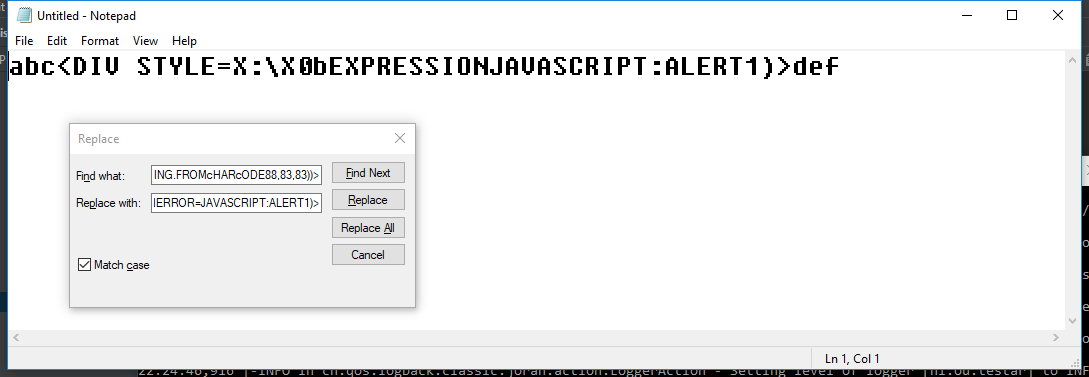 Untitled - Notepad
File Edit Format View Help
abc<DIV STYLE=X:\X0bEXPRESSIONJAVASCRIPT:ALERT1)>def
Replace
Find what: ING.FROMcHARcODE88,83,83))> Find Next
Replace with: IERROR=JAVASCRIPT:ALERT1)> Replace
Replace All
Cancel
Match case
Ln 1, Col 1
22:24:46,916 |-INFO in ch.qos.logback.classic.joran.action.LoggerAction - Setting level of logger [nl.ou.testar] to INF